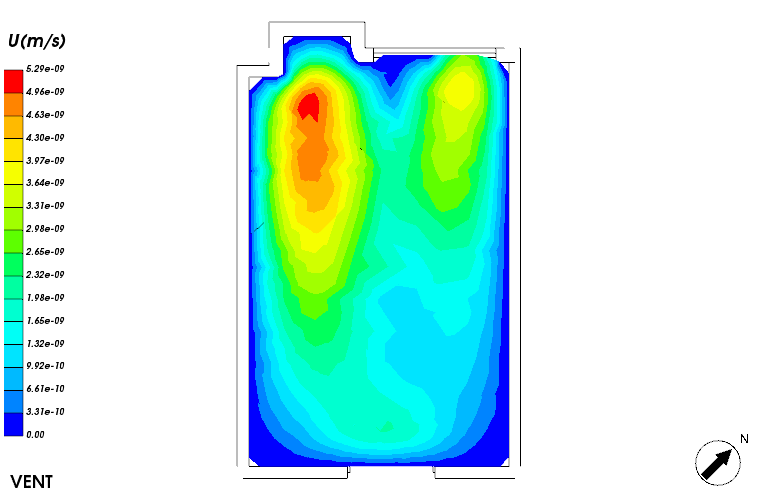 U(m/s)
5.29e-09
4.96e-09
4.63e-09
4.30e-09
3.97e-09
3.64e-09
3.31e-09
2.98e-09
2.65e-09
2.32e-09
1.98e-09
1.65e-09
1.32e-09
9.92e-10
6.61e-10
3.31e-10
0.00
N
VENT